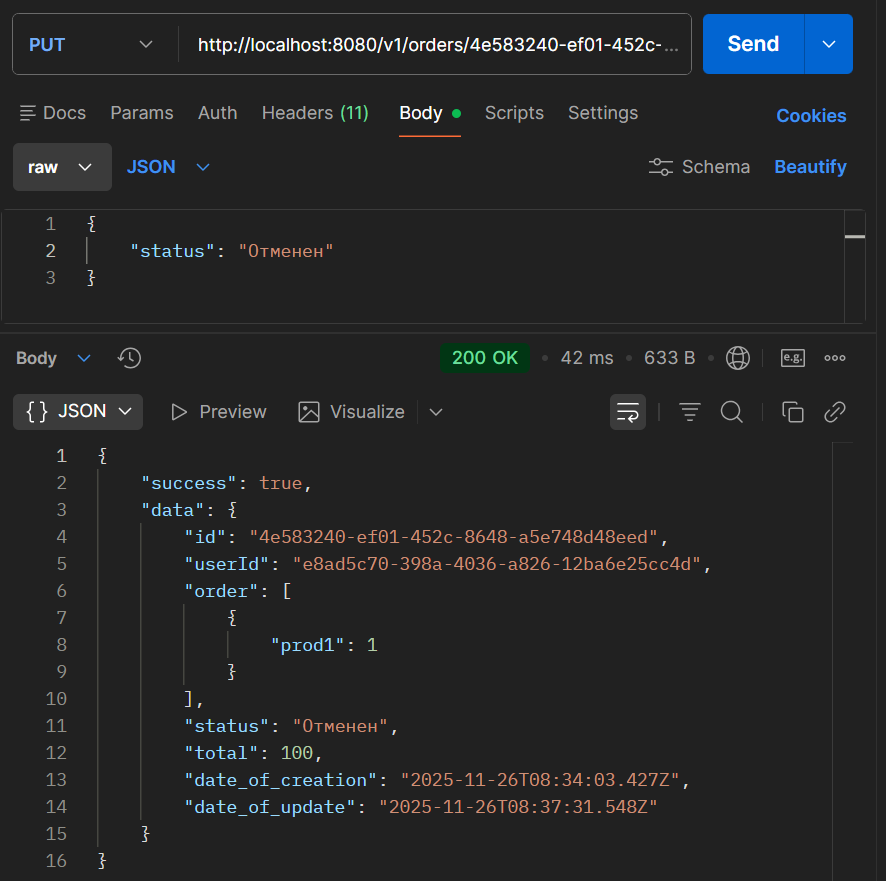 PUT http://localhost:8080/v1/orders/4e583240-ef01-452c-... Send
Docs Params Auth Headers (11) Body Scripts Settings Cookies
raw JSON Schema Beautify
1 {
2 "status": "Отменен"
3 }
Body 200 OK • 42 ms • 633 B • e.g.
{} JSON Preview Visualize
1 {
2 "success": true,
3 "data": {
4 "id": "4e583240-ef01-452c-8648-a5e748d48eed",
5 "userId": "e8ad5c70-398a-4036-a826-12ba6e25cc4d",
6 "order": [
7 {
8 "prod1": 1
9 }
10 ],
11 "status": "Отменен",
12 "total": 100,
13 "date_of_creation": "2025-11-26T08:34:03.427Z",
14 "date_of_update": "2025-11-26T08:37:31.548Z"
15 }
16 }